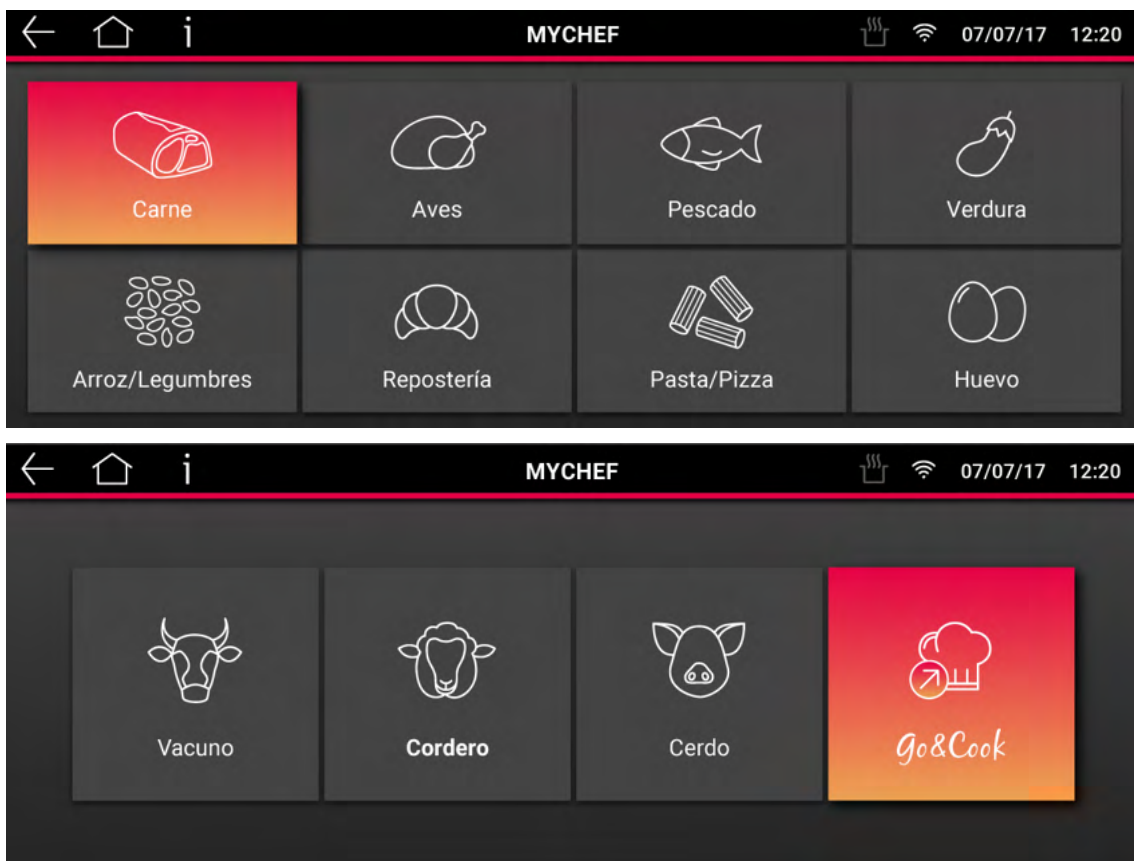 i MYCHEF 07/07/17 12:20
Carne Aves Pescado Verdura
Arroz/Legumbres Repostería Pasta/Pizza Huevo
i MYCHEF 07/07/17 12:20
Vacuno Cordero Cerdo Go&Cook